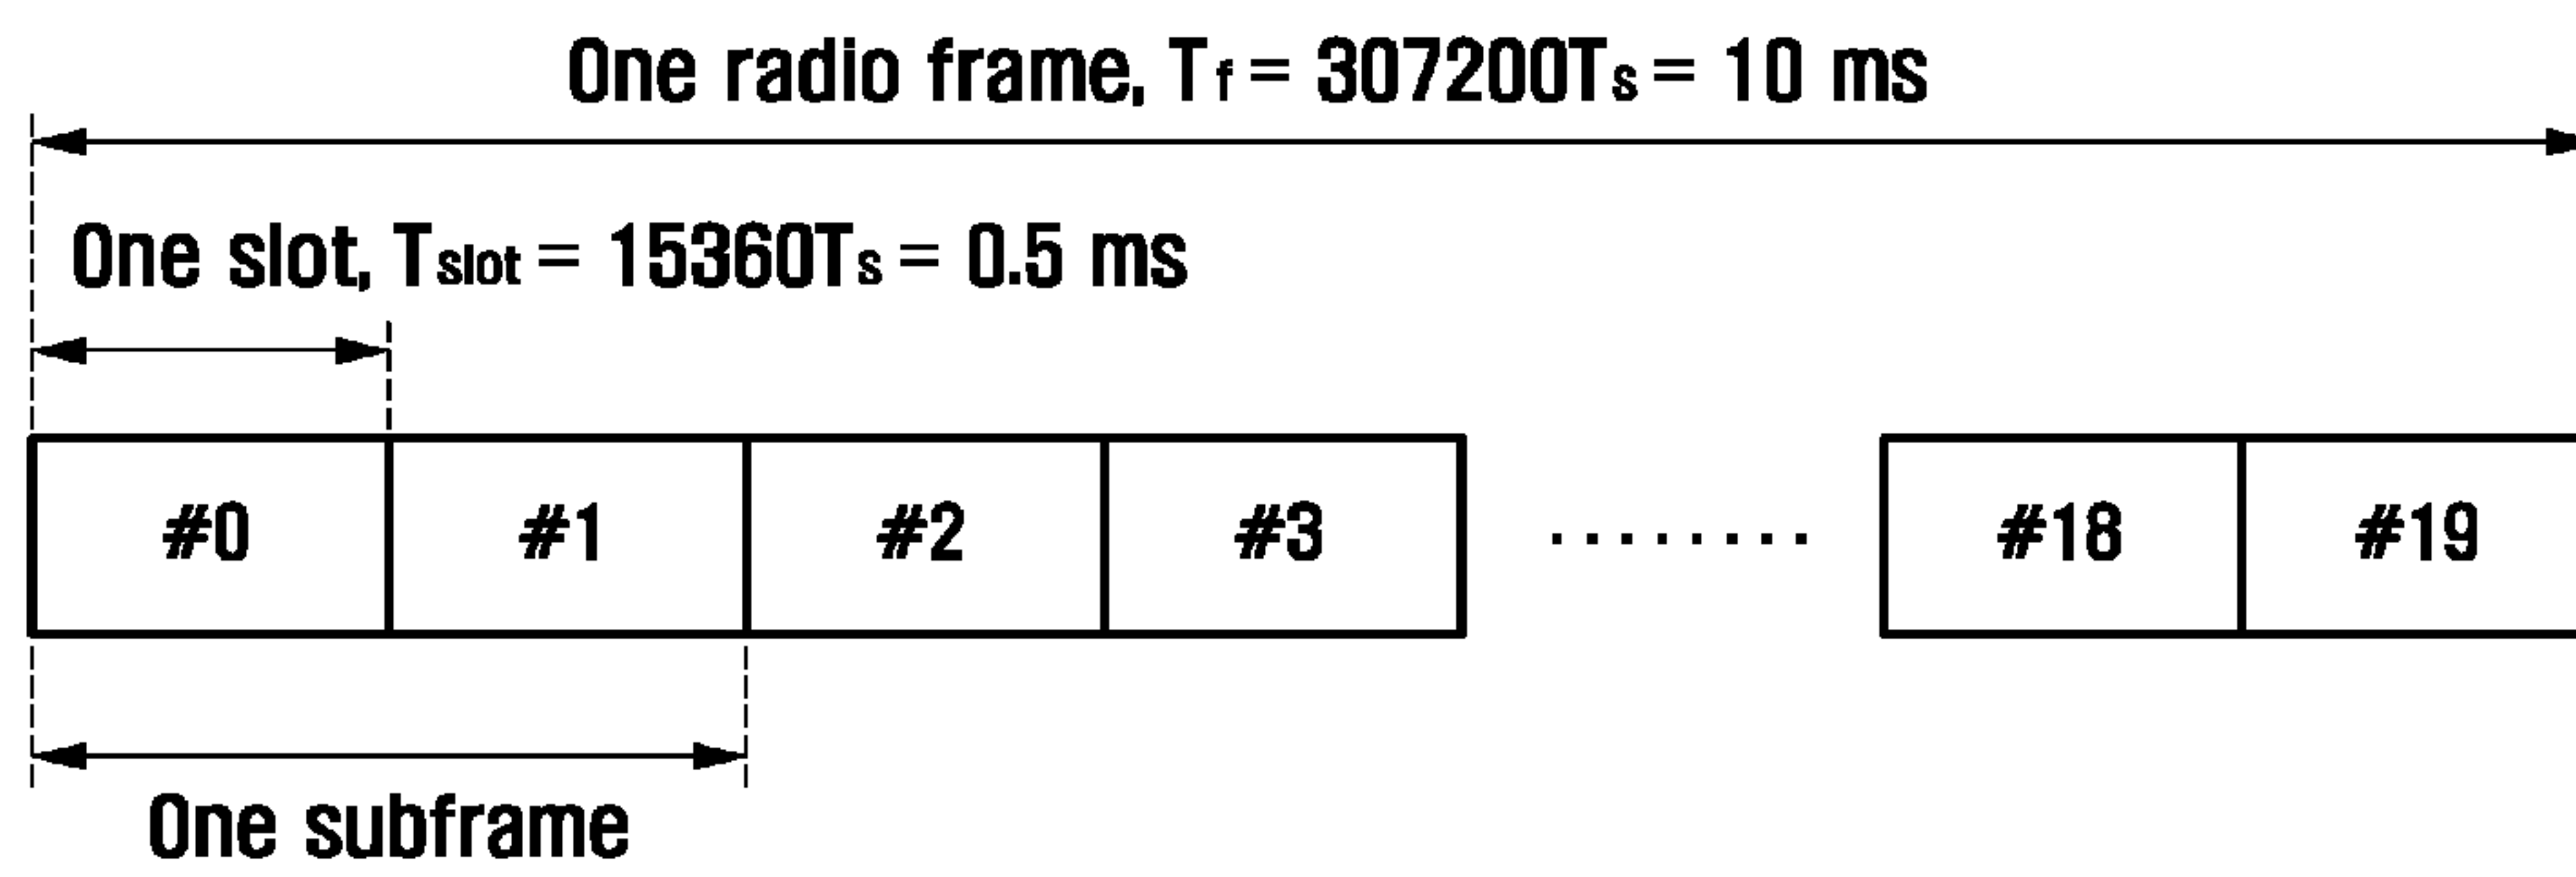 One radio frame, Tf = 307200Ts = 10 ms
One slot, Tslot = 15360Ts = 0.5 ms
#0 #1 #2 #3 ........ #18 #19
One subframe